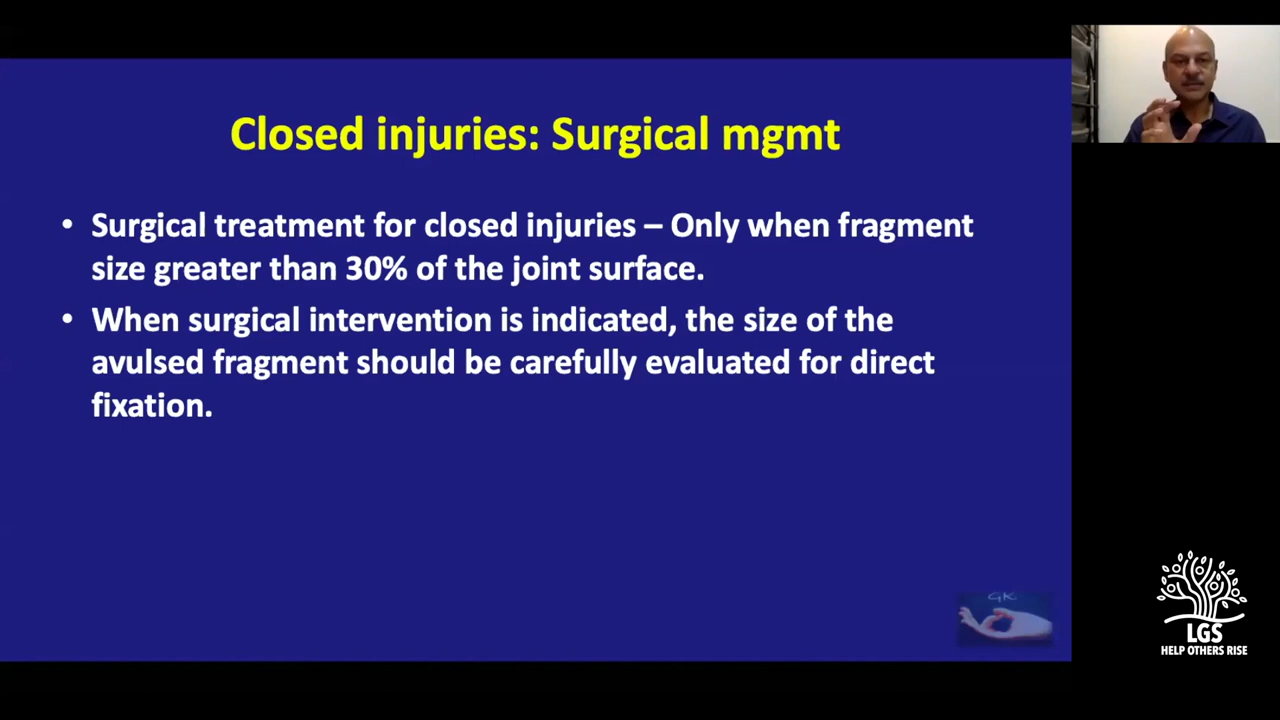 Closed injuries: Surgical mgmt
• Surgical treatment for closed injuries – Only when fragment
size greater than 30% of the joint surface.
• When surgical intervention is indicated, the size of the
avulsed fragment should be carefully evaluated for direct
fixation.
GK
LGS
HELP OTHERS RISE